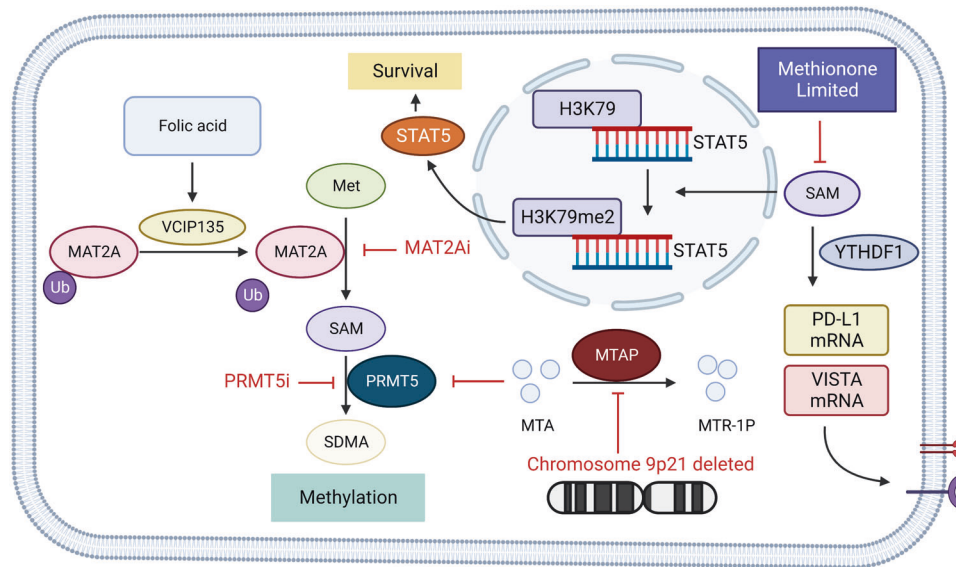 Survival
Methionone
Limited
Folic acid
H3K79
STAT5
STAT5
Met
SAM
VCIP135
H3K79me2
MAT2A
MAT2A
MAT2Ai
STAT5
YTHDF1
Ub
Ub
SAM
PD-L1
mRNA
MTAP
PRMT5i
PRMT5
VISTA
mRNA
MTA
MTR-1P
SDMA
Chromosome 9p21 deleted
Methylation